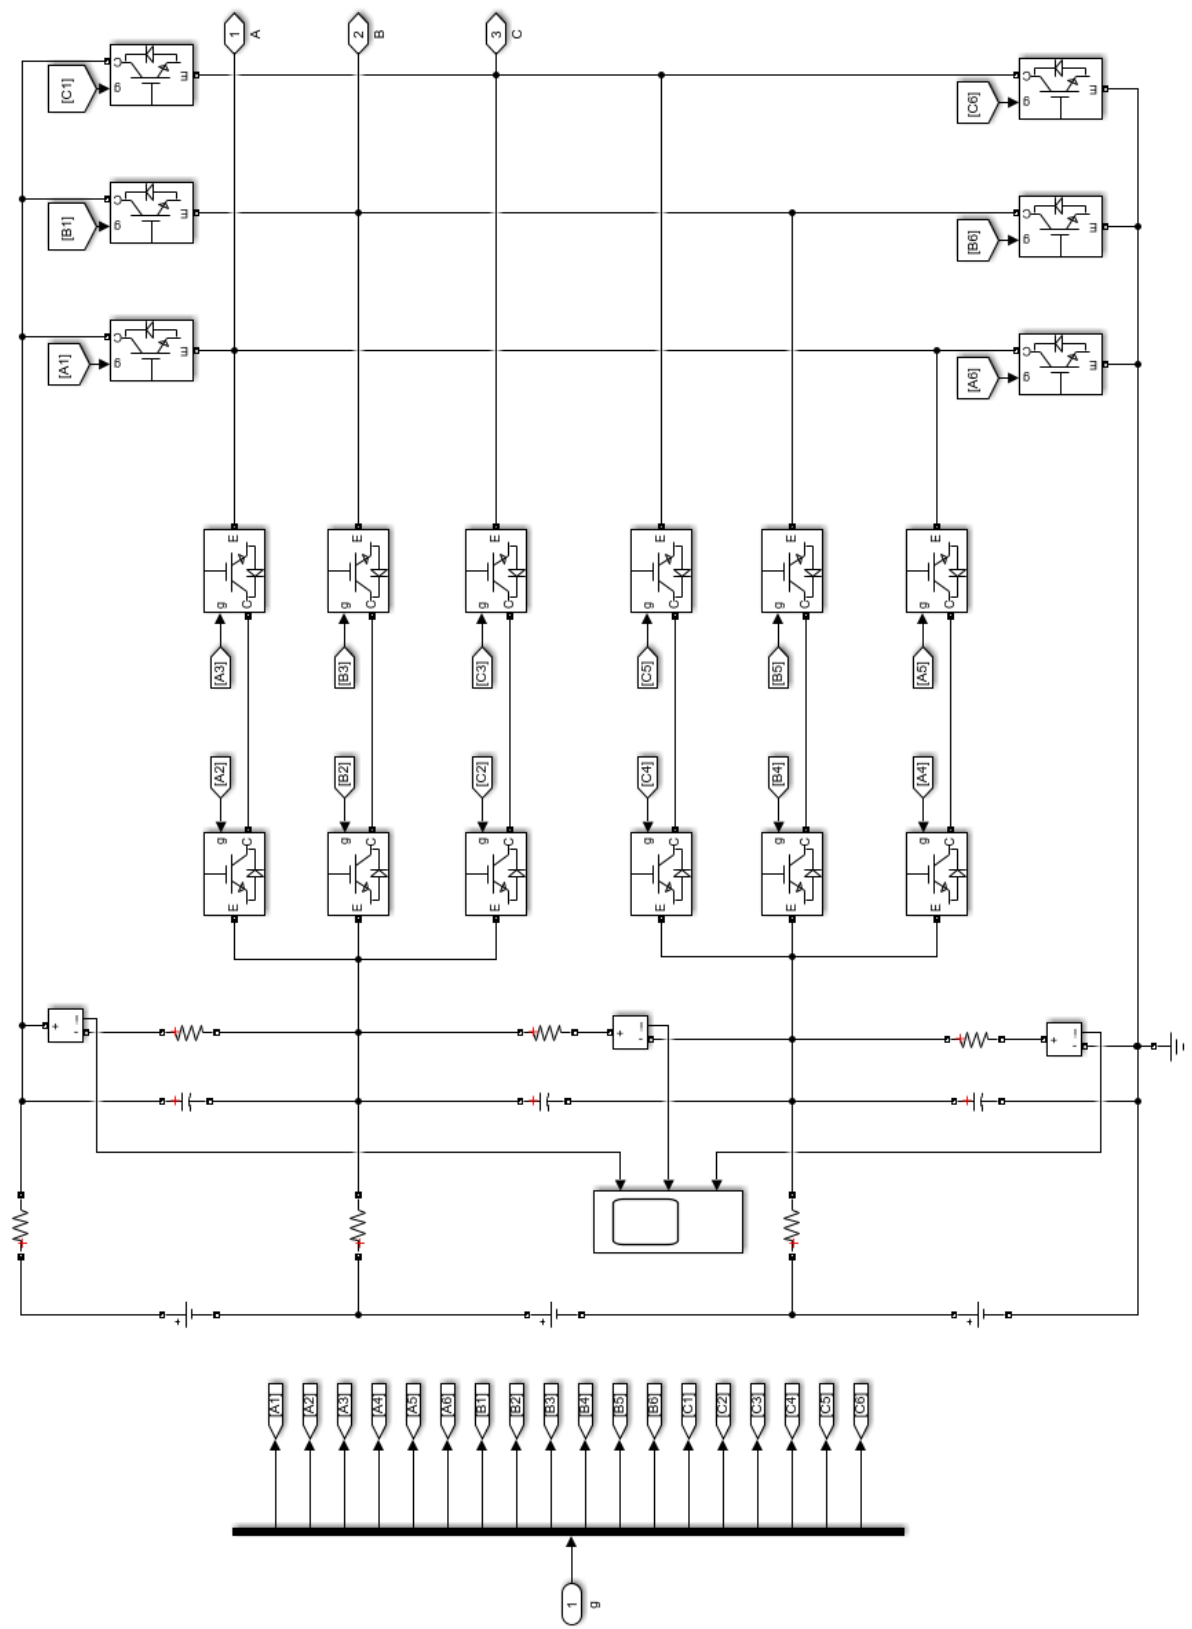 1
A
2
B
3
C
[C1]
g
C
E
[C6]
g
C
E
[B1]
g
C
E
[B6]
g
C
E
[A1]
g
C
E
[A6]
g
C
E
E
g
C
E
g
C
E
g
C
E
g
C
E
g
C
E
g
C
[A3]
[B3]
[C3]
[C5]
[B5]
[A5]
[A2]
[B2]
[C2]
[C4]
[B4]
[A4]
g
C
E
g
C
E
g
C
E
g
C
E
g
C
E
g
C
E
+
-
+
-
+
-
+
+
+
+
+
+
+
+
+
+
+
+
[A1]
[A2]
[A3]
[A4]
[A5]
[A6]
[B1]
[B2]
[B3]
[B4]
[B5]
[B6]
[C1]
[C2]
[C3]
[C4]
[C5]
[C6]
1
g